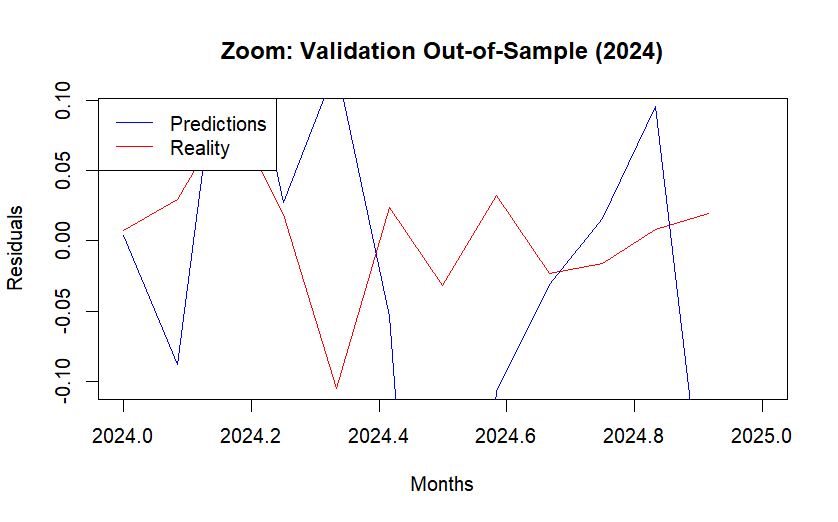 Zoom: Validation Out-of-Sample (2024)
Predictions
Reality
Residuals
0.10
0.05
0.00
-0.05
-0.10
2024.0 2024.2 2024.4 2024.6 2024.8 2025.0
Months